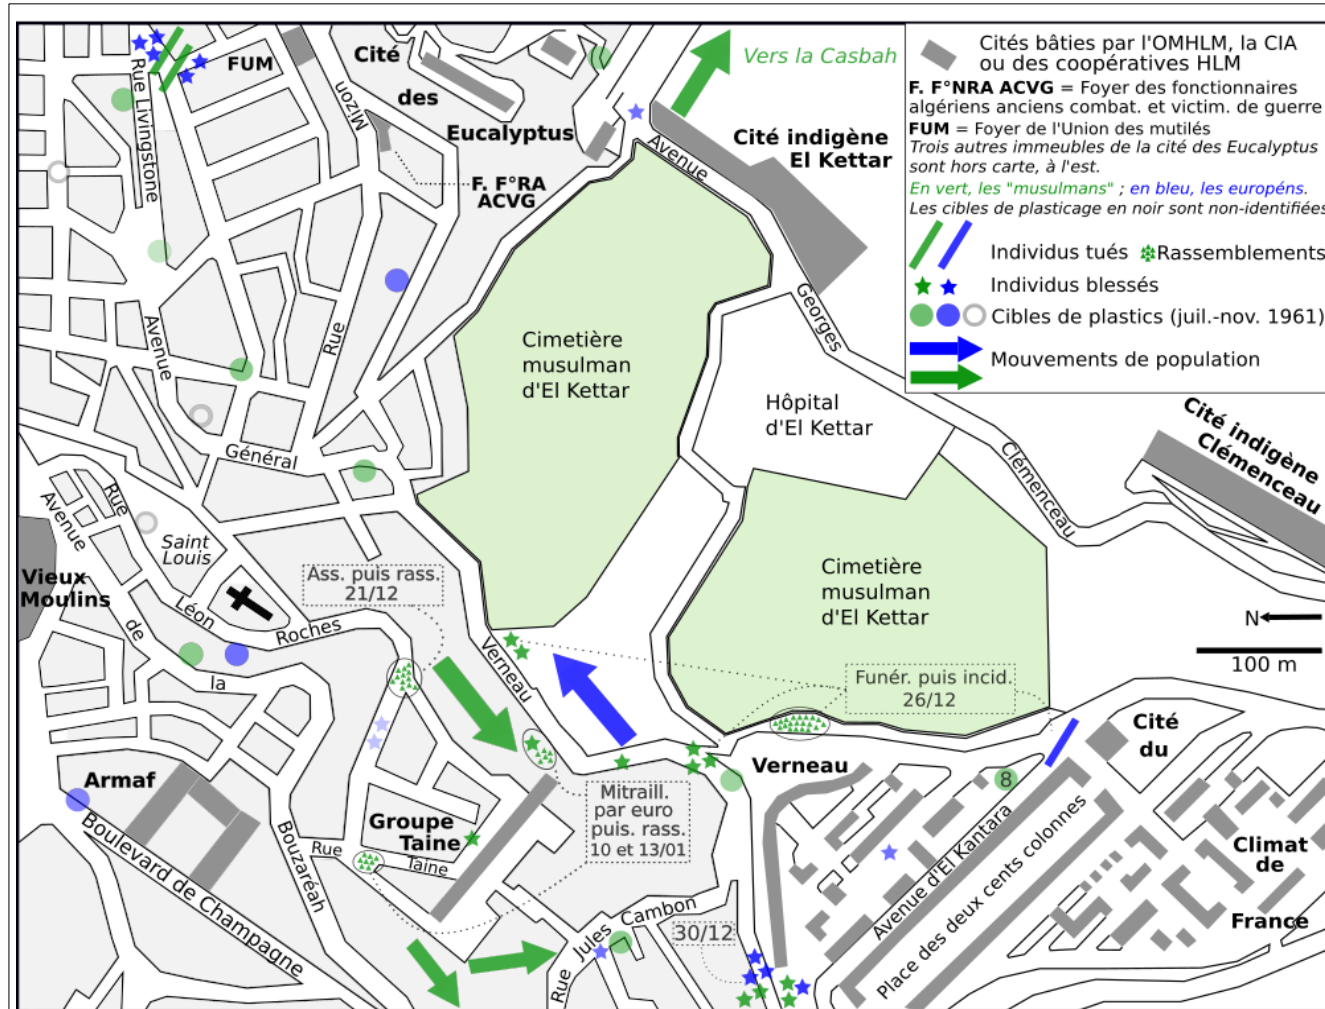 Cités bâties par l'OMHLM, la CIA
ou des coopératives HLM
F. F°NRA ACVG = Foyer des fonctionnaires
algériens anciens combat. et victim. de guerre
FUM = Foyer de l'Union des mutilés
Trois autres immeubles de la cité des Eucalyptus
sont hors carte, à l'est.
En vert, les "musulmans" ; en bleu, les européns.
Les cibles de plasticage en noir sont non-identifiées
Individus tués
Rassemblements
Individus blessés
Cibles de plastics (juil.-nov. 1961)
Mouvements de population
Vers la Casbah
Rue Livingstone
FUM
Mizon
Rue
Cité
des
Eucalyptus
F. F°RA
ACVG
Avenue
Georges
Clémenceau
Cité indigène
El Kettar
Cimetière
musulman
d'El Kettar
Hôpital
d'El Kettar
Cité indigène
Clémenceau
Avenue
Général
Verneau
Rue
Léon
Roches
Saint
Louis
Avenue
de
la
Bouzaréah
Vieux
Moulins
Ass. puis rass.
21/12
Cimetière
musulman
d'El Kettar
N
100 m
Funér. puis incid.
26/12
Armaf
Boulevard de Champagne
Groupe
Taine
Rue
Taine
Mitraill.
par euro
puis. rass.
10 et 13/01
Verneau
8
Cité
du
Climat
de
France
Avenue d'El Kantara
Place des deux cents colonnes
Rue Jules Cambon
30/12